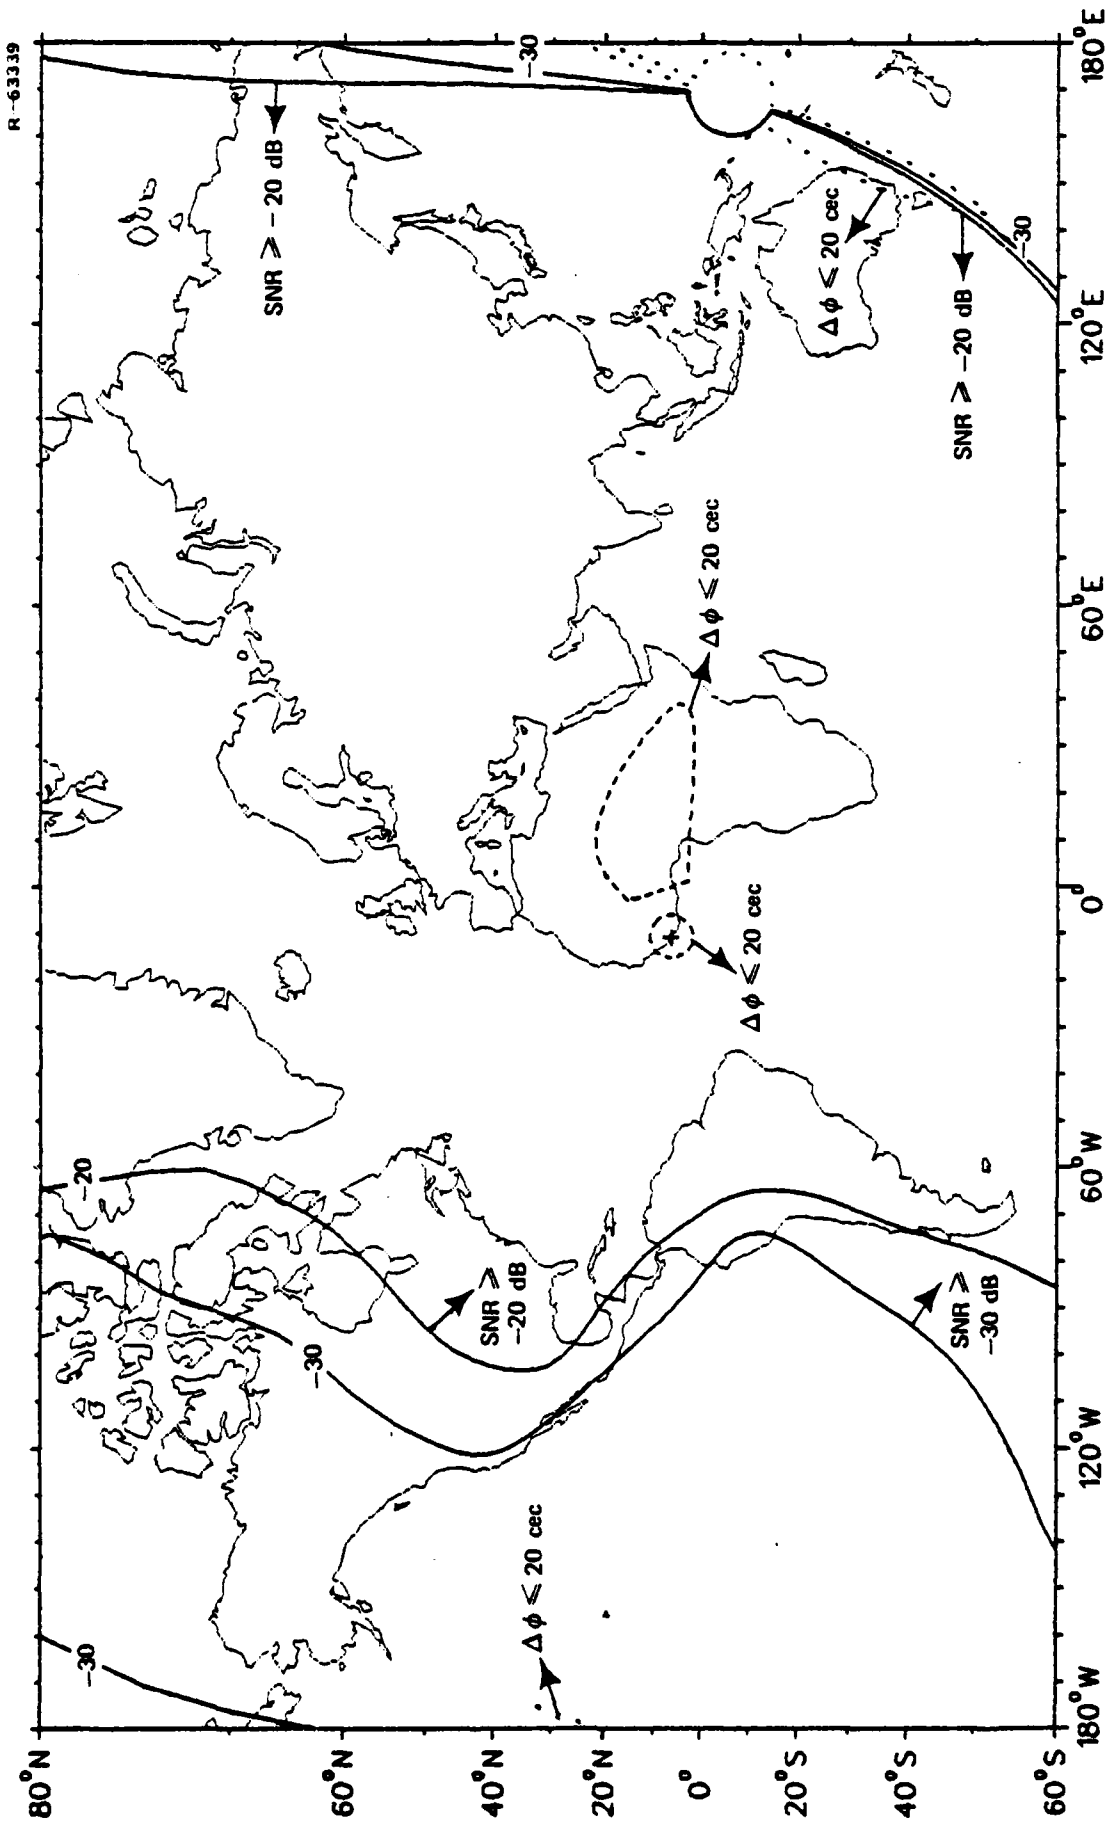 R-63339
80°N
60°N
40°N
20°N
0°
20°S
40°S
60°S
180°W
120°W
60°W
0°
60°E
120°E
180°E
-30
-30
-20
SNR ⩾
-20 dB
SNR ⩾
-30 dB
Δϕ ⩽ 20 cec
Δϕ ⩽ 20 cec
Δϕ ⩽ 20 cec
Δϕ ⩽ 20 cec
SNR ⩾ -20 dB
SNR ⩾ -20 dB
-30
-30